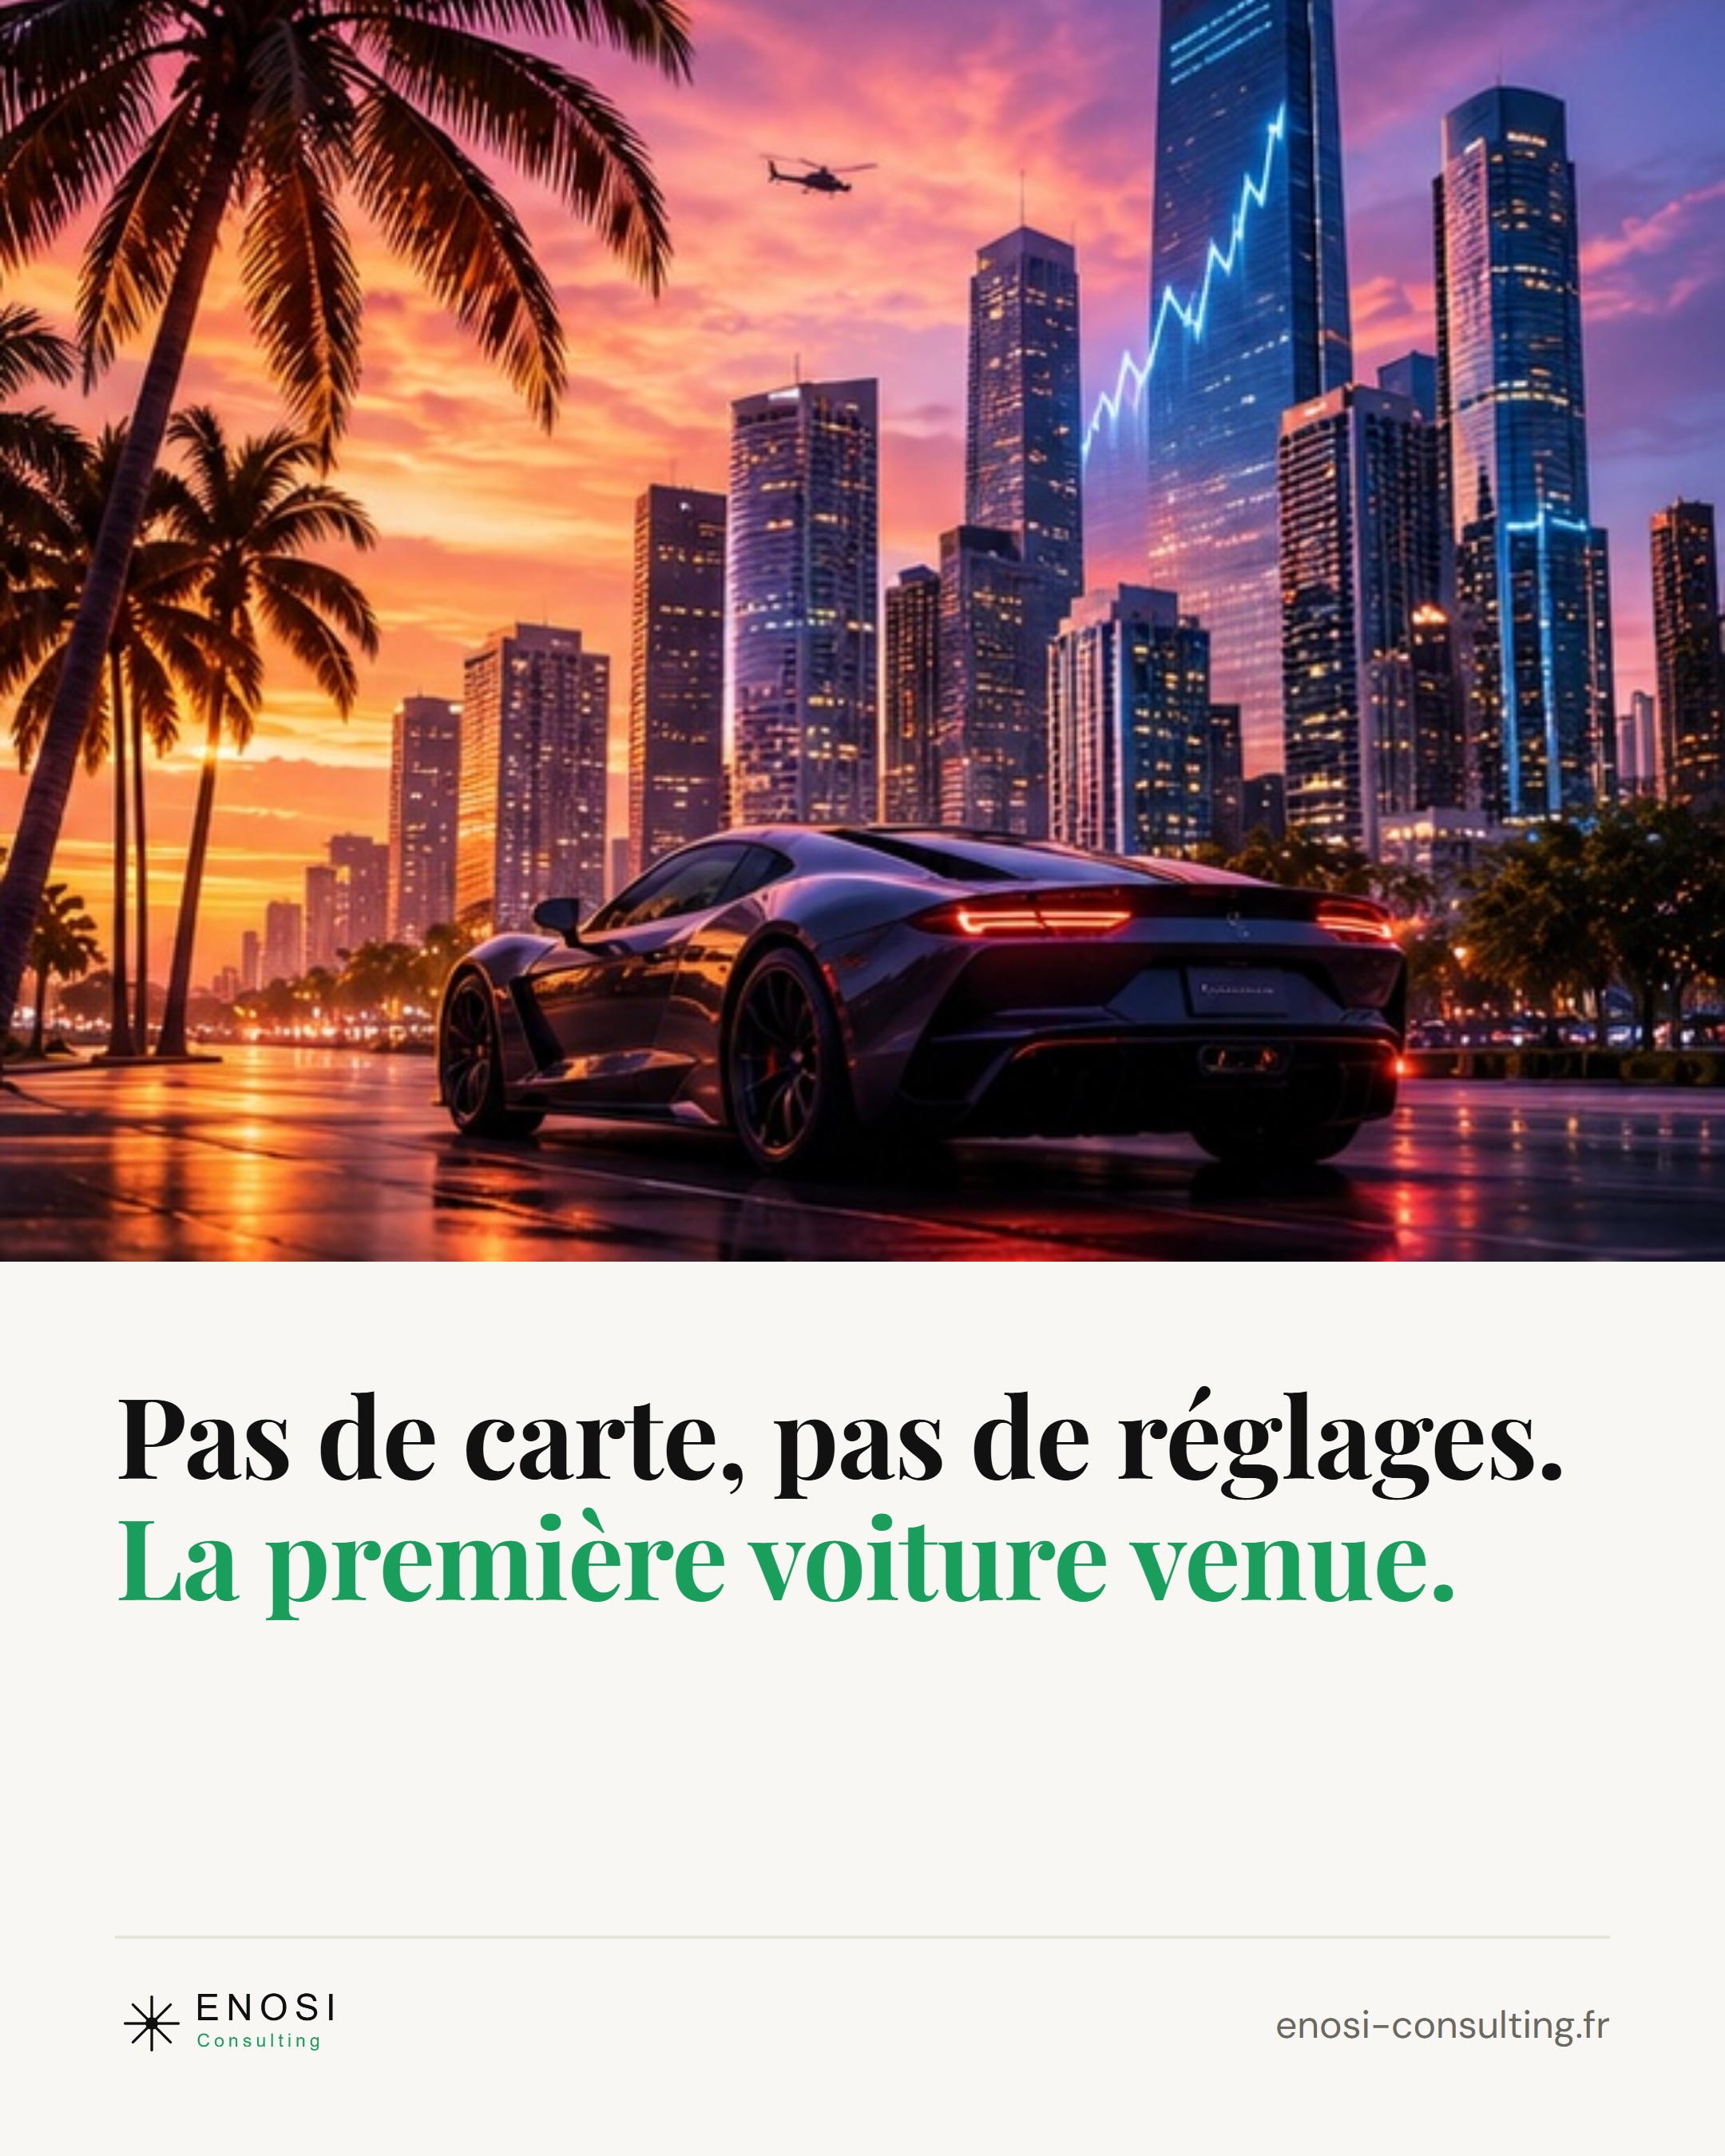 Pas de carte, pas de réglages.
La première voiture venue.
ENOSI
Consulting
enosi-consulting.fr